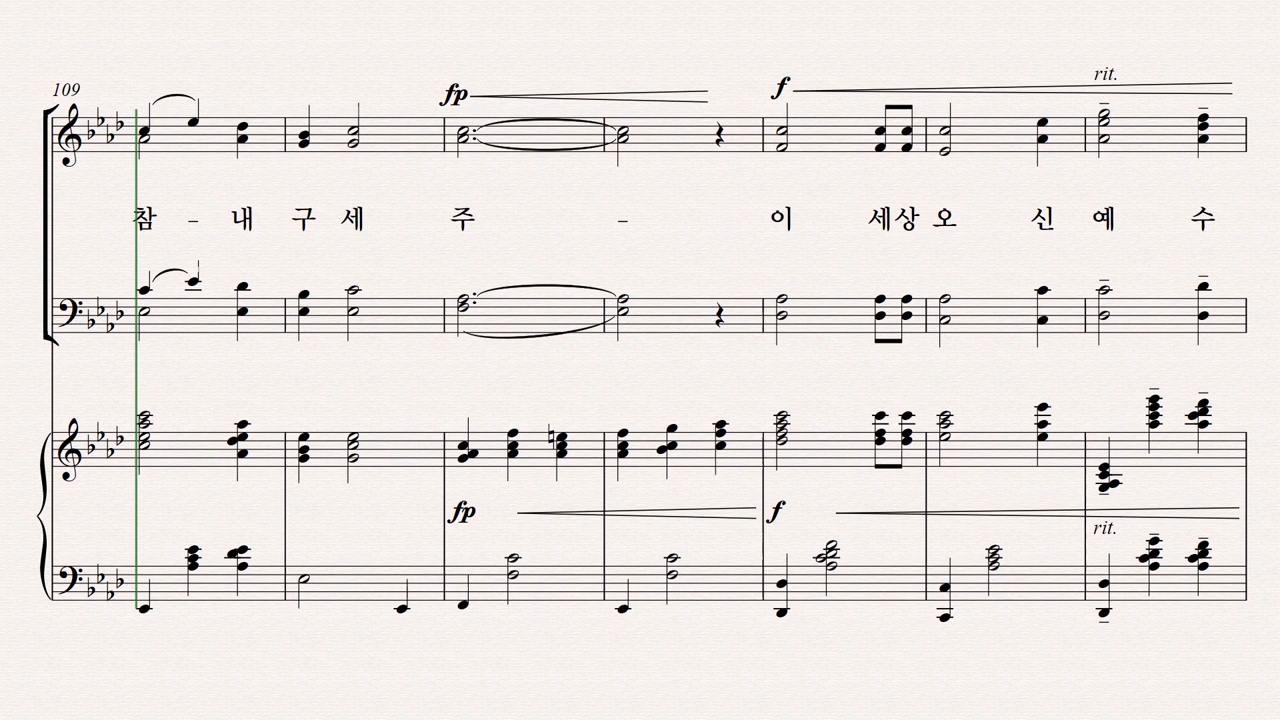 109
fp
f
rit.
참 – 내 구 세 주 – 이 세상 오 신 예 수
fp
f
rit.